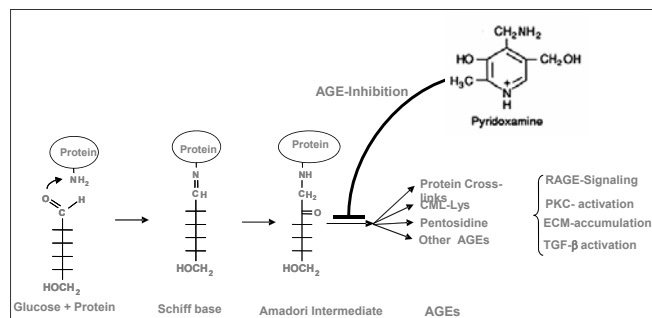 CH₂NH₂
HO
CH₂OH
H₃C
+
N
H
Pyridoxamine
AGE-Inhibition
Protein
NH₂
O
H
C
HOCH₂
Glucose + Protein
Protein
N
CH
HOCH₂
Schiff base
Protein
NH
CH₂
O
HOCH₂
Amadori Intermediate
Protein Cross-
links
CML-Lys
Pentosidine
Other AGEs
AGEs
RAGE-Signaling
PKC- activation
ECM-accumulation
TGF-β activation